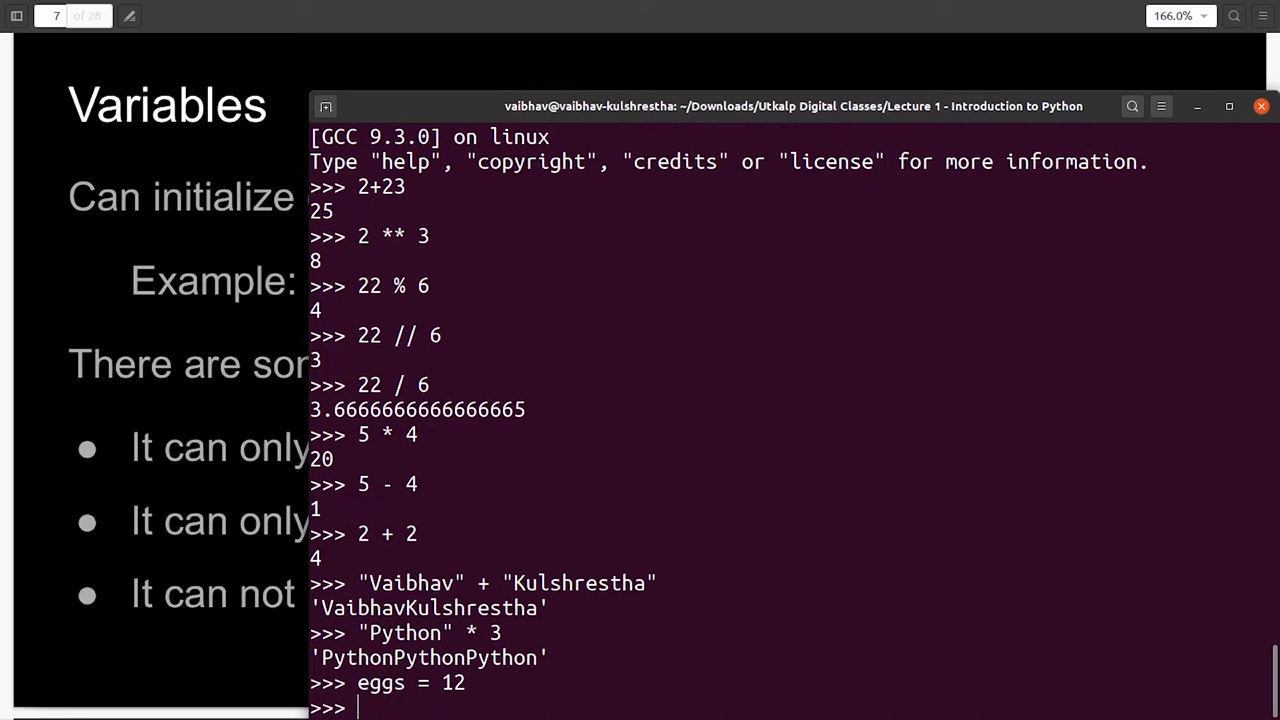 7 of 28
166.0%
Variables
vaibhav@vaibhav-kulshrestha: ~/Downloads/Utkalp Digital Classes/Lecture 1 - Introduction to Python
Can initialize
Example:
There are som
It can only
It can only
It can not
[GCC 9.3.0] on linux
Type "help", "copyright", "credits" or "license" for more information.
>>> 2+23
25
>>> 2 ** 3
8
>>> 22 % 6
4
>>> 22 // 6
3
>>> 22 / 6
3.6666666666666665
>>> 5 * 4
20
>>> 5 - 4
1
>>> 2 + 2
4
>>> "Vaibhav" + "Kulshrestha"
'VaibhavKulshrestha'
>>> "Python" * 3
'PythonPythonPython'
>>> eggs = 12
>>>